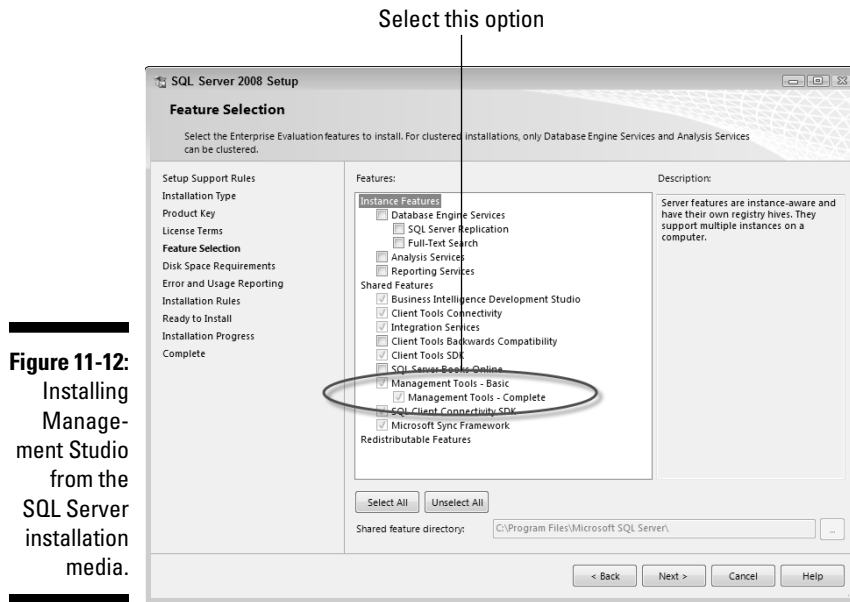 Select this option
SQL Server 2008 Setup
Feature Selection
Select the Enterprise Evaluation features to install. For clustered installations, only Database Engine Services and Analysis Services
can be clustered.
Setup Support Rules
Installation Type
Product Key
License Terms
Feature Selection
Disk Space Requirements
Error and Usage Reporting
Installation Rules
Ready to Install
Installation Progress
Complete
Features:
Instance Features
Database Engine Services
SQL Server Replication
Full-Text Search
Analysis Services
Reporting Services
Shared Features
Business Intelligence Development Studio
Client Tools Connectivity
Integration Services
Client Tools Backwards Compatibility
Client Tools SDK
SQL Server Books Online
Management Tools - Basic
Management Tools - Complete
SQL Client Connectivity SDK
Microsoft Sync Framework
Redistributable Features
Description:
Server features are instance-aware and
have their own registry hives. They
support multiple instances on a
computer.
Select All
Unselect All
Shared feature directory:
C:\Program Files\Microsoft SQL Server\
...
< Back
Next >
Cancel
Help
Figure 11-12:
Installing
Manage-
ment Studio
from the
SQL Server
installation
media.